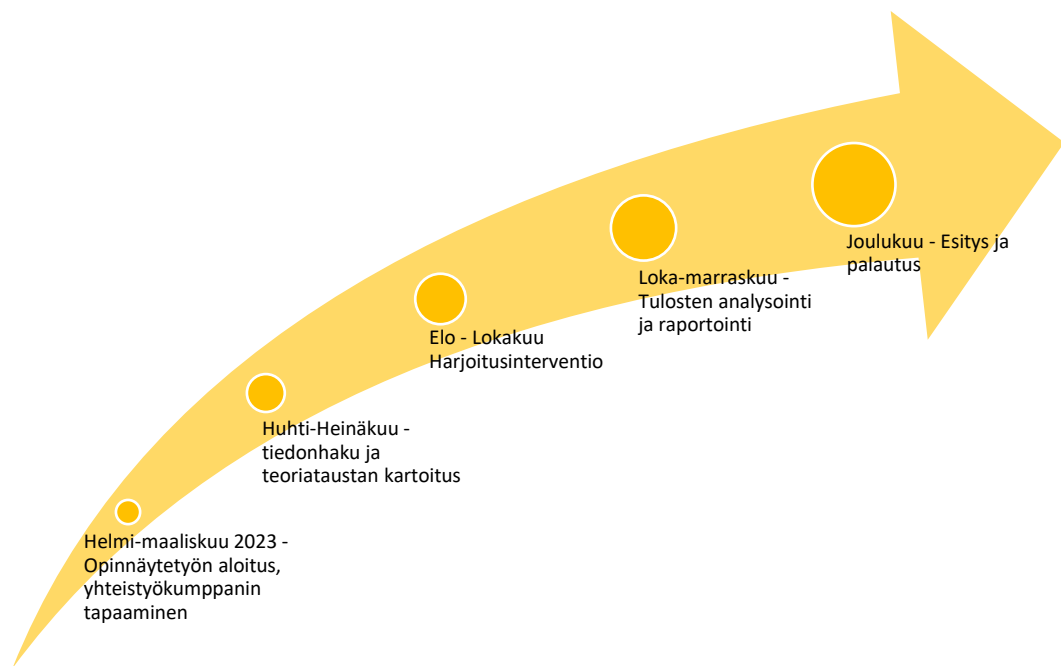 Helmi-maaliskuu 2023 -
Opinnäytetyön aloitus,
yhteistyökumppanin
tapaaminen
Huhti-Heinäkuu -
tiedonhaku ja
teoriataustan kartoitus
Elo - Lokakuu
Harjoitusinterventio
Loka-marraskuu -
Tulosten analysointi
ja raportointi
Joulukuu - Esitys ja
palautus